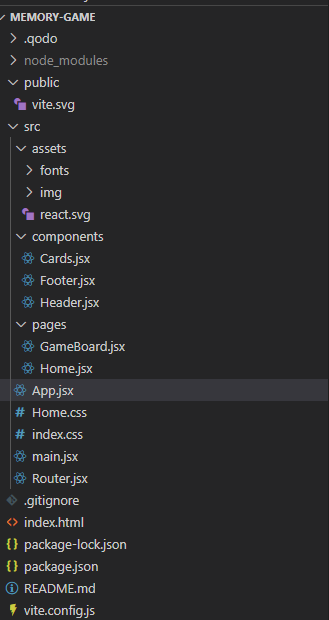 MEMORY-GAME
.qodo
node_modules
public
vite.svg
src
assets
fonts
img
react.svg
components
Cards.jsx
Footer.jsx
Header.jsx
pages
GameBoard.jsx
Home.jsx
App.jsx
# Home.css
# index.css
main.jsx
Router.jsx
.gitignore
<> index.html
{} package-lock.json
{} package.json
README.md
vite.config.js